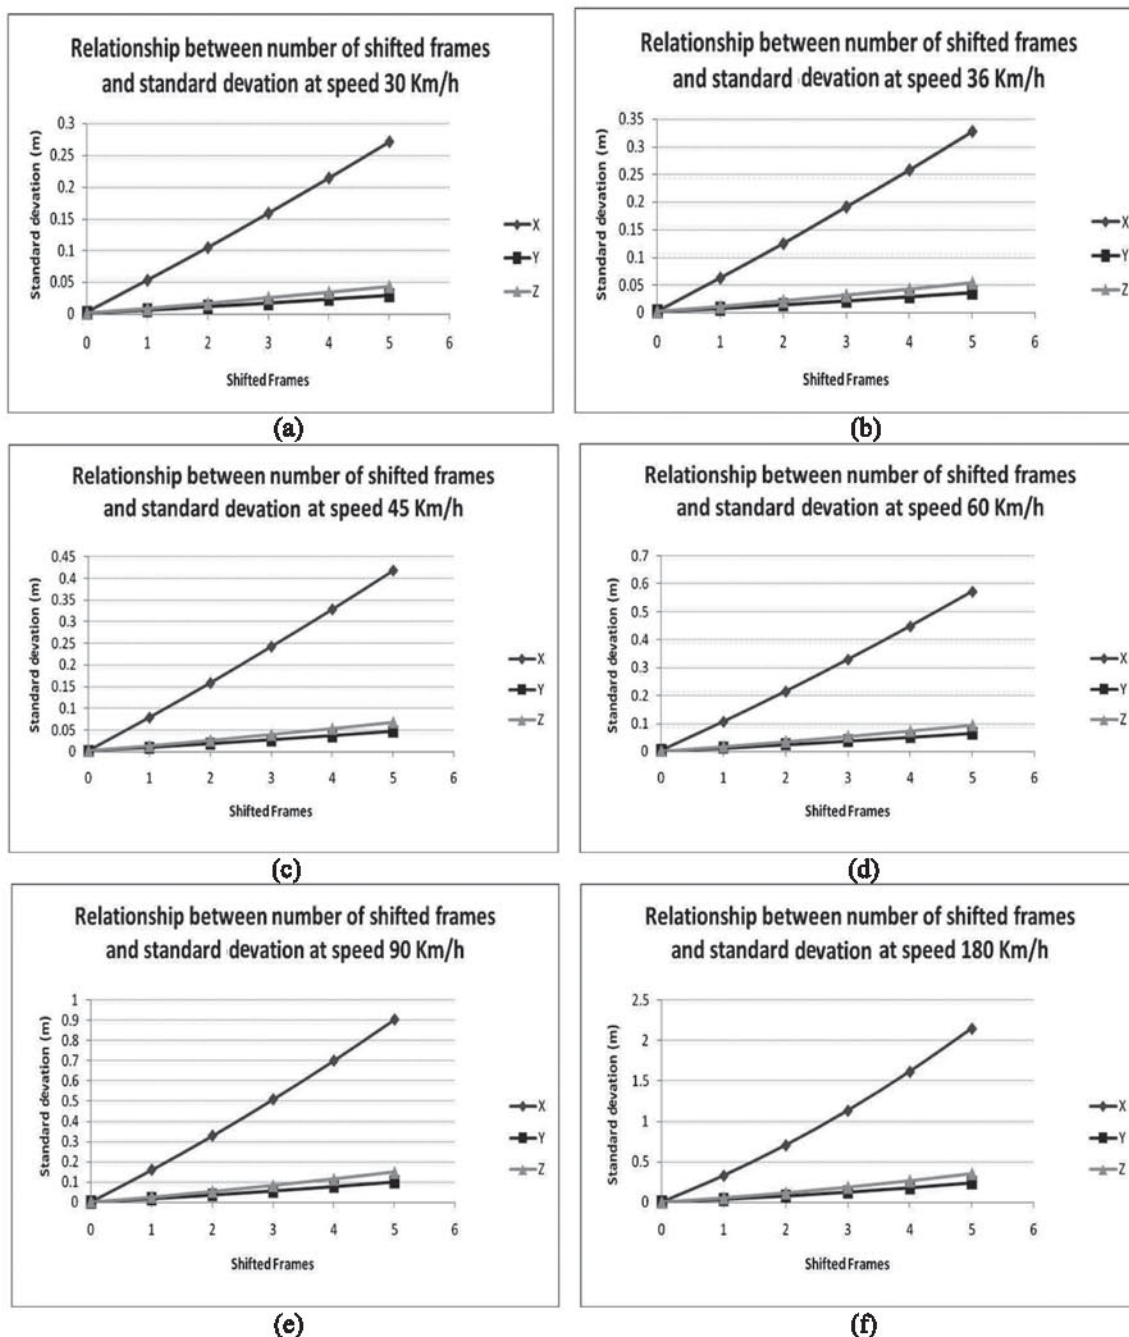 Relationship between number of shifted frames
and standard devation at speed 30 Km/h
Standard devation (m)
0.3
0.25
0.2
0.15
0.1
0.05
0
0 1 2 3 4 5 6
Shifted Frames
X
Y
Z
(a)
Relationship between number of shifted frames
and standard devation at speed 36 Km/h
Standard devation (m)
0.35
0.3
0.25
0.2
0.15
0.1
0.05
0
0 1 2 3 4 5 6
Shifted Frames
X
Y
Z
(b)
Relationship between number of shifted frames
and standard devation at speed 45 Km/h
Standard devation (m)
0.45
0.4
0.35
0.3
0.25
0.2
0.15
0.1
0.05
0
0 1 2 3 4 5 6
Shifted Frames
X
Y
Z
(c)
Relationship between number of shifted frames
and standard devation at speed 60 Km/h
Standard devation (m)
0.7
0.6
0.5
0.4
0.3
0.2
0.1
0
0 1 2 3 4 5 6
Shifted Frames
X
Y
Z
(d)
Relationship between number of shifted frames
and standard devation at speed 90 Km/h
Standard devation (m)
1
0.9
0.8
0.7
0.6
0.5
0.4
0.3
0.2
0.1
0
0 1 2 3 4 5 6
Shifted Frames
X
Y
Z
(e)
Relationship between number of shifted frames
and standard devation at speed 180 Km/h
Standard devation (m)
2.5
2
1.5
1
0.5
0
0 1 2 3 4 5 6
Shifted Frames
X
Y
Z
(f)